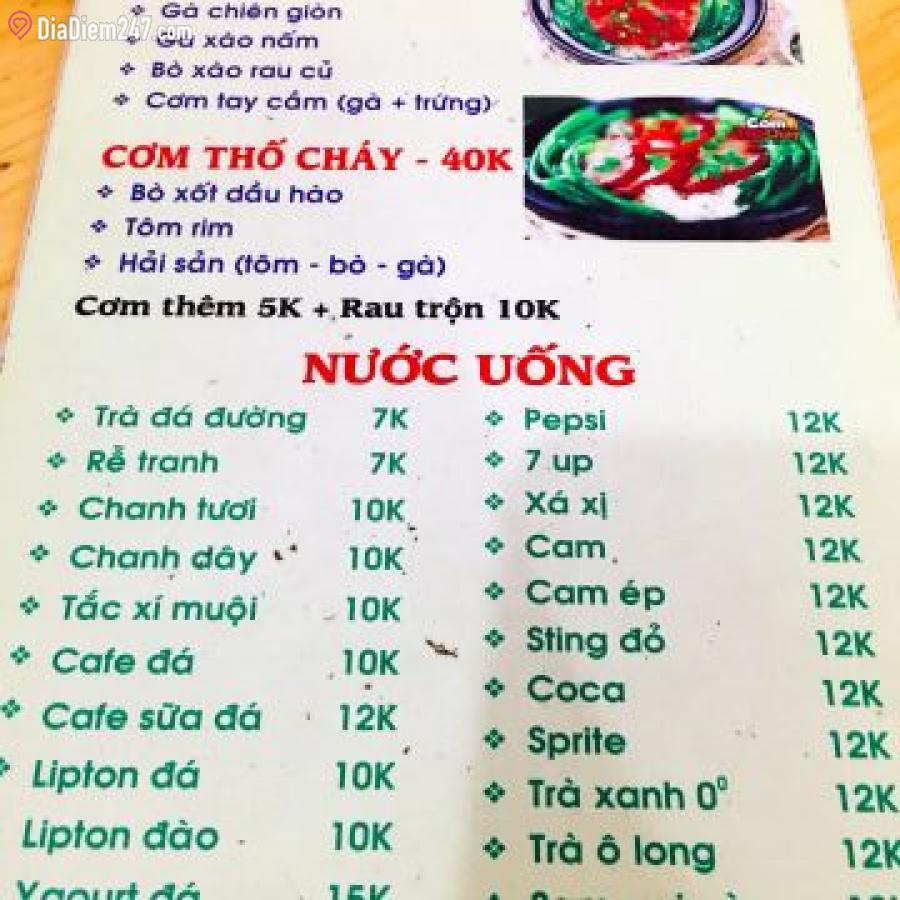 DiaDiem247.com
Gà chiên giòn
Gà xào nấm
Bò xào rau củ
Cơm tay cầm (gà + trứng)
CƠM THỐ CHÁY - 40K
Bò xốt dầu hào
Tôm rim
Hải sản (tôm - bò - gà)
Cơm thêm 5K + Rau trộn 10K
NƯỚC UỐNG
Trà đá đường 7K
Rễ tranh 7K
Chanh tươi 10K
Chanh dây 10K
Tắc xí muội 10K
Cafe đá 10K
Cafe sữa đá 12K
Lipton đá 10K
Lipton đào 10K
Yaourt đá 15K
Pepsi 12K
7 up 12K
Xá xị 12K
Cam 12K
Cam ép 12K
Sting đỏ 12K
Coca 12K
Sprite 12K
Trà xanh 0⁰ 12K
Trà ô long 12K